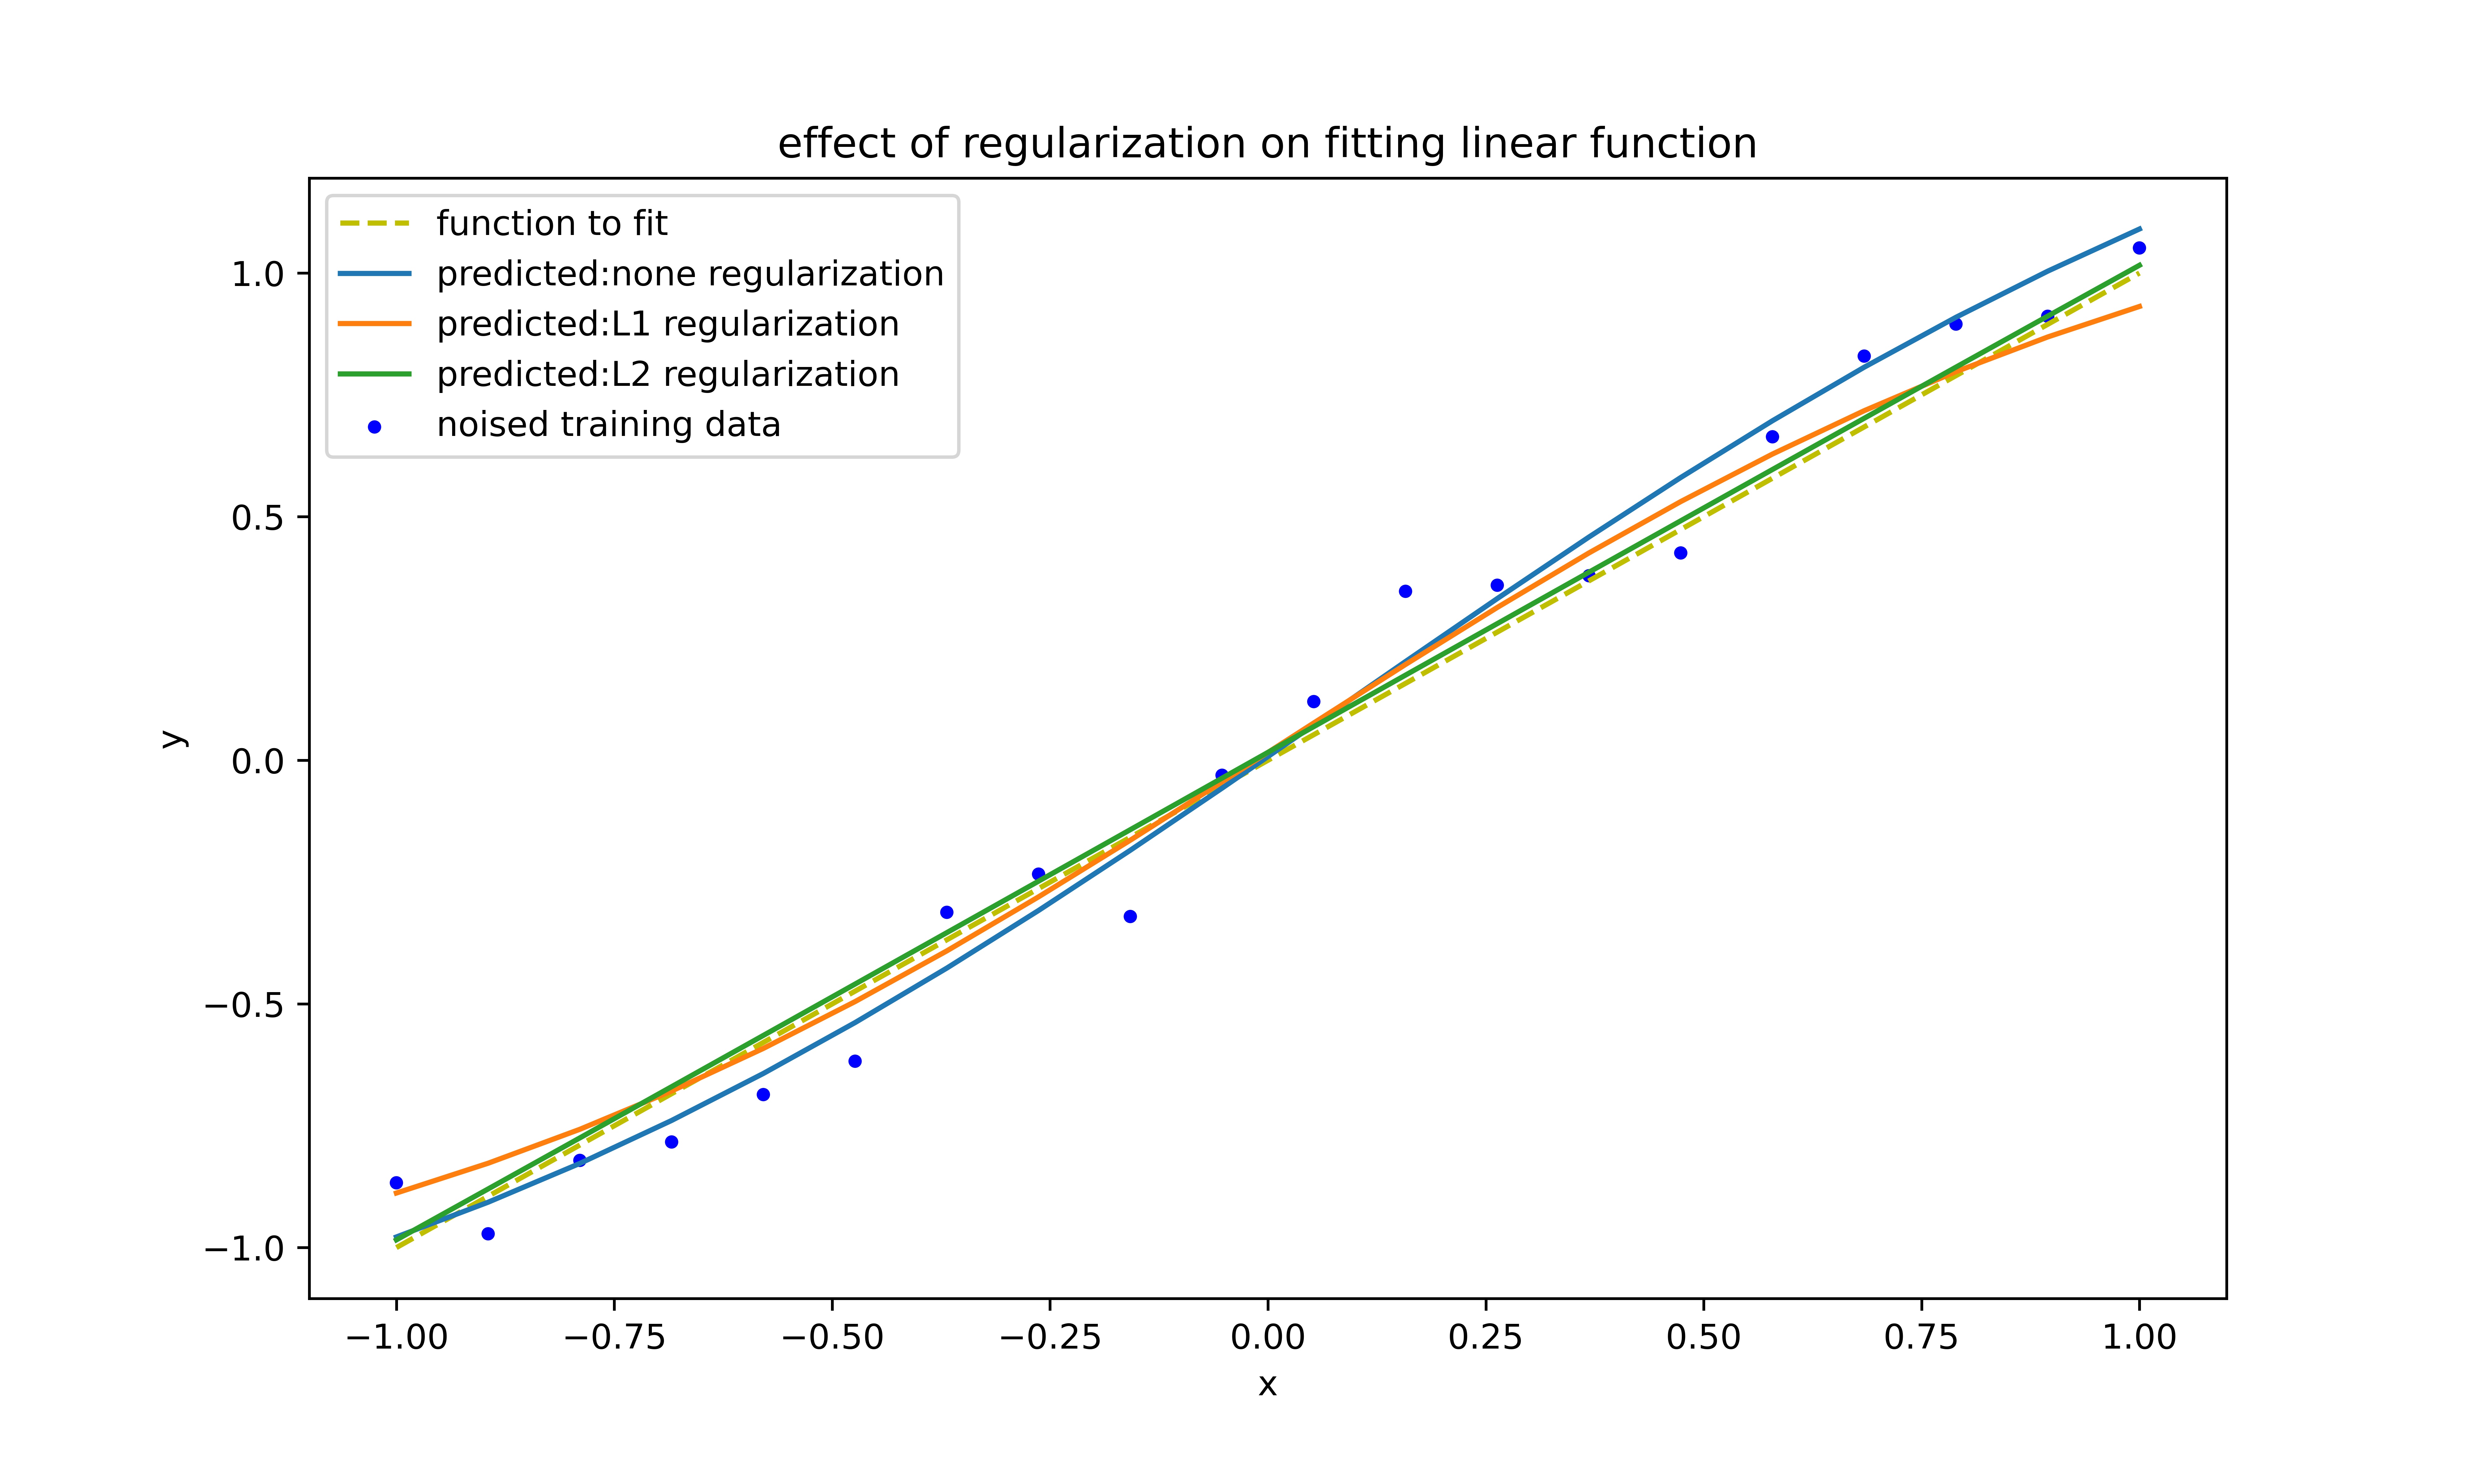 effect of regularization on fitting linear function
function to fit
predicted:none regularization
predicted:L1 regularization
predicted:L2 regularization
noised training data
1.0
0.5
0.0
−0.5
−1.0
y
−1.00 −0.75 −0.50 −0.25 0.00 0.25 0.50 0.75 1.00
x